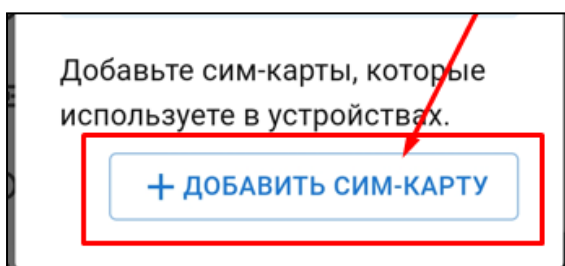 Добавьте сим-карты, которые
используете в устройствах.
+ ДОБАВИТЬ СИМ-КАРТУ